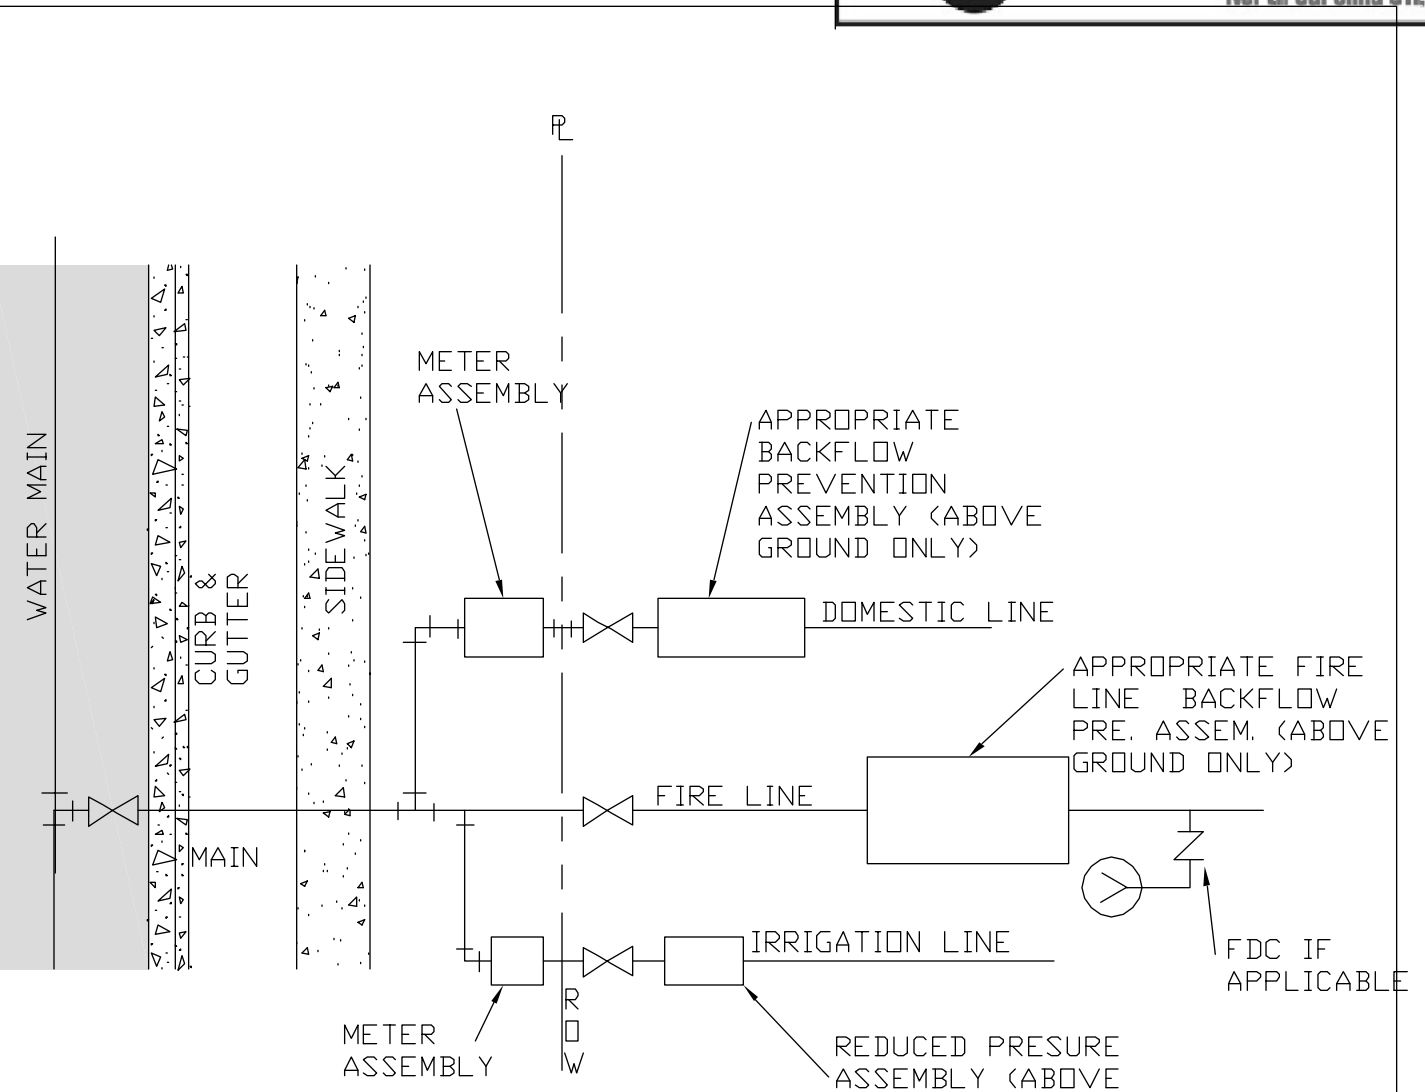 PL
METER
ASSEMBLY
APPROPRIATE
BACKFLOW
PREVENTION
ASSEMBLY (ABOVE
GROUND ONLY)
WATER MAIN
SIDEWALK
CURB &
GUTTER
DOMESTIC LINE
APPROPRIATE FIRE
LINE BACKFLOW
PRE. ASSEM. (ABOVE
GROUND ONLY)
FIRE LINE
MAIN
IRRIGATION LINE
FDC IF
APPLICABLE
ROW
METER
ASSEMBLY
REDUCED PRESURE
ASSEMBLY (ABOVE